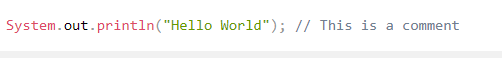 System.out.println("Hello World"); // This is a comment